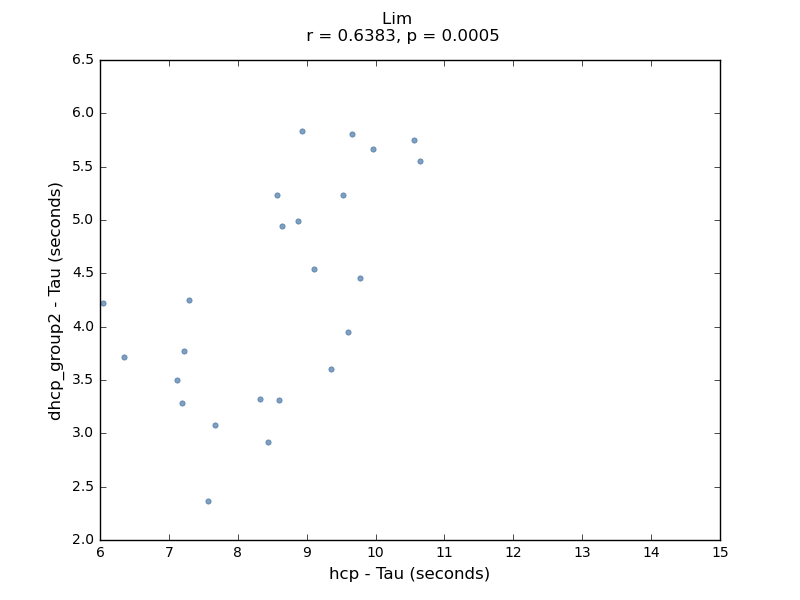 Lim
r = 0.6383, p = 0.0005
6.5
6.0
5.5
5.0
4.5
4.0
3.5
3.0
2.5
2.0
dhcp_group2 - Tau (seconds)
6 7 8 9 10 11 12 13 14 15
hcp - Tau (seconds)